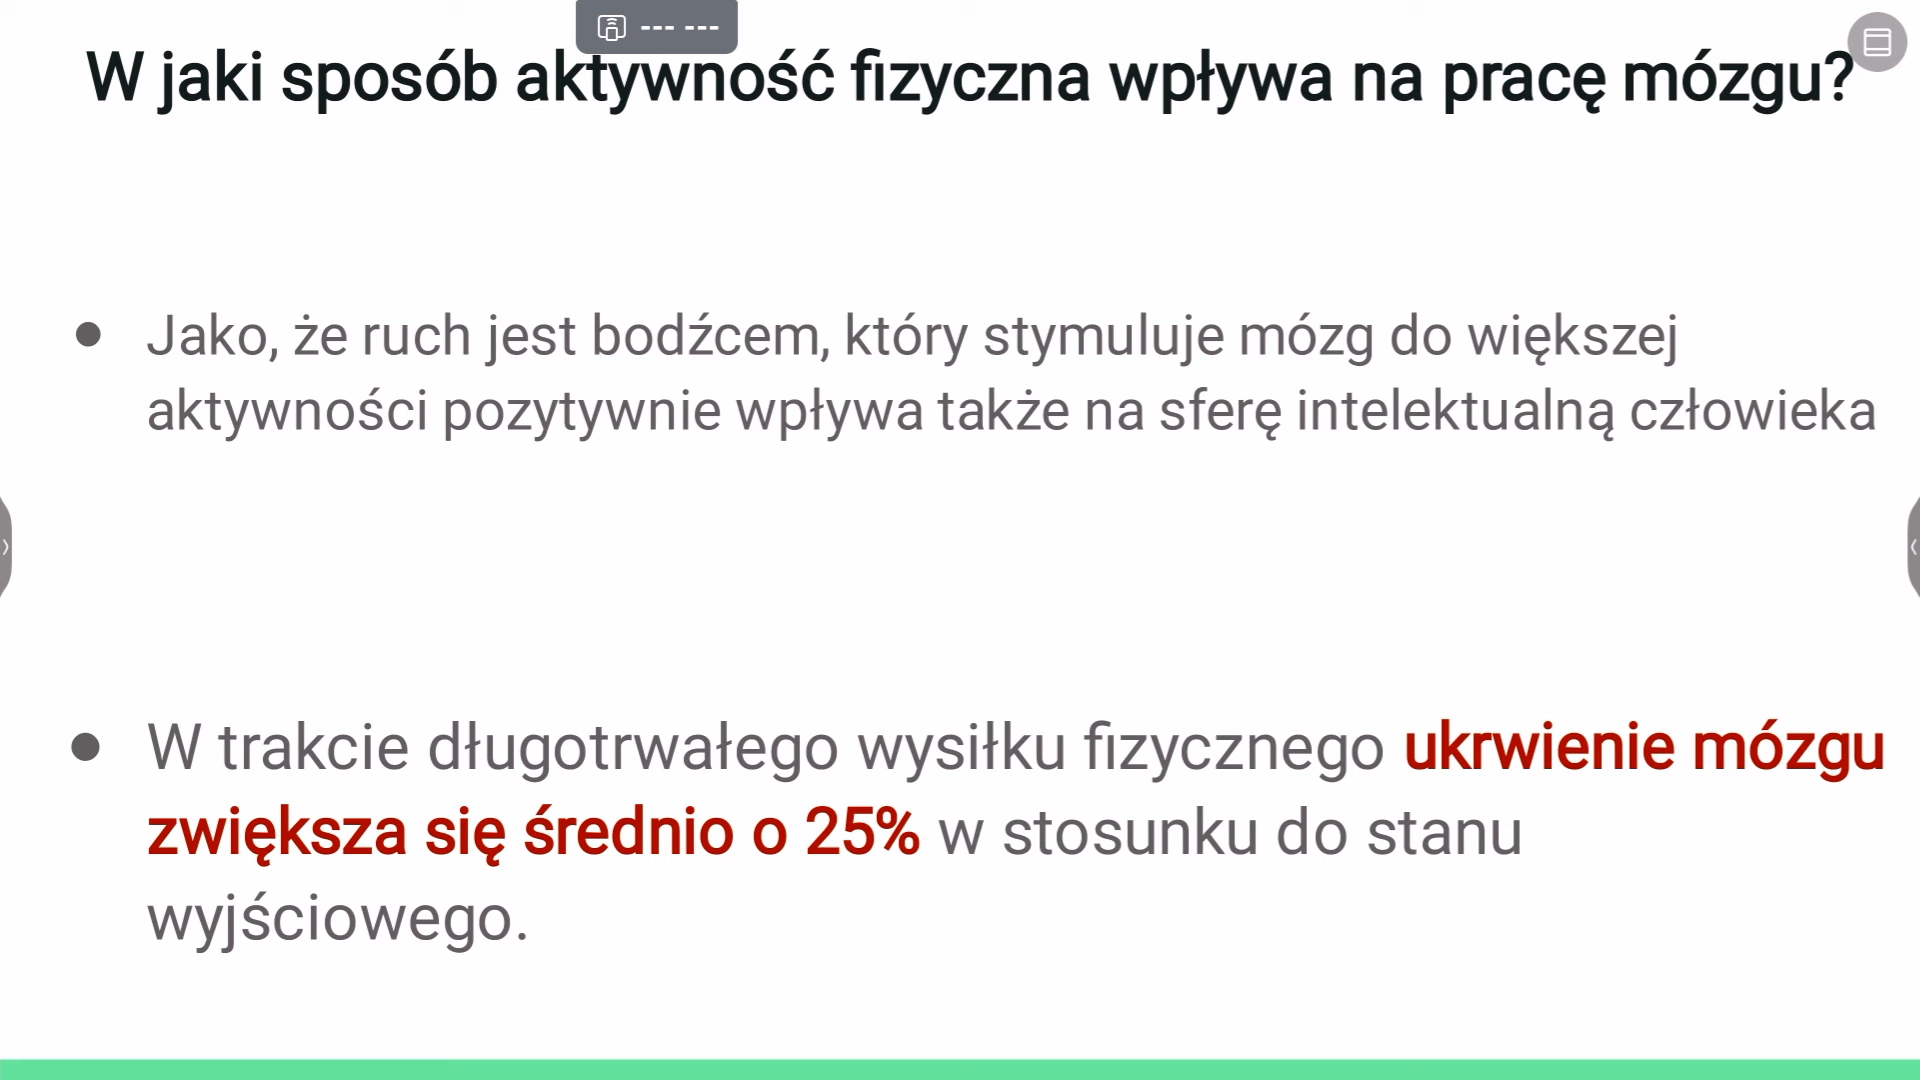 W jaki sposób aktywność fizyczna wpływa na pracę mózgu?
● Jako, że ruch jest bodźcem, który stymuluje mózg do większej
aktywności pozytywnie wpływa także na sferę intelektualną człowieka
● W trakcie długotrwałego wysiłku fizycznego ukrwienie mózgu
zwiększa się średnio o 25% w stosunku do stanu
wyjściowego.